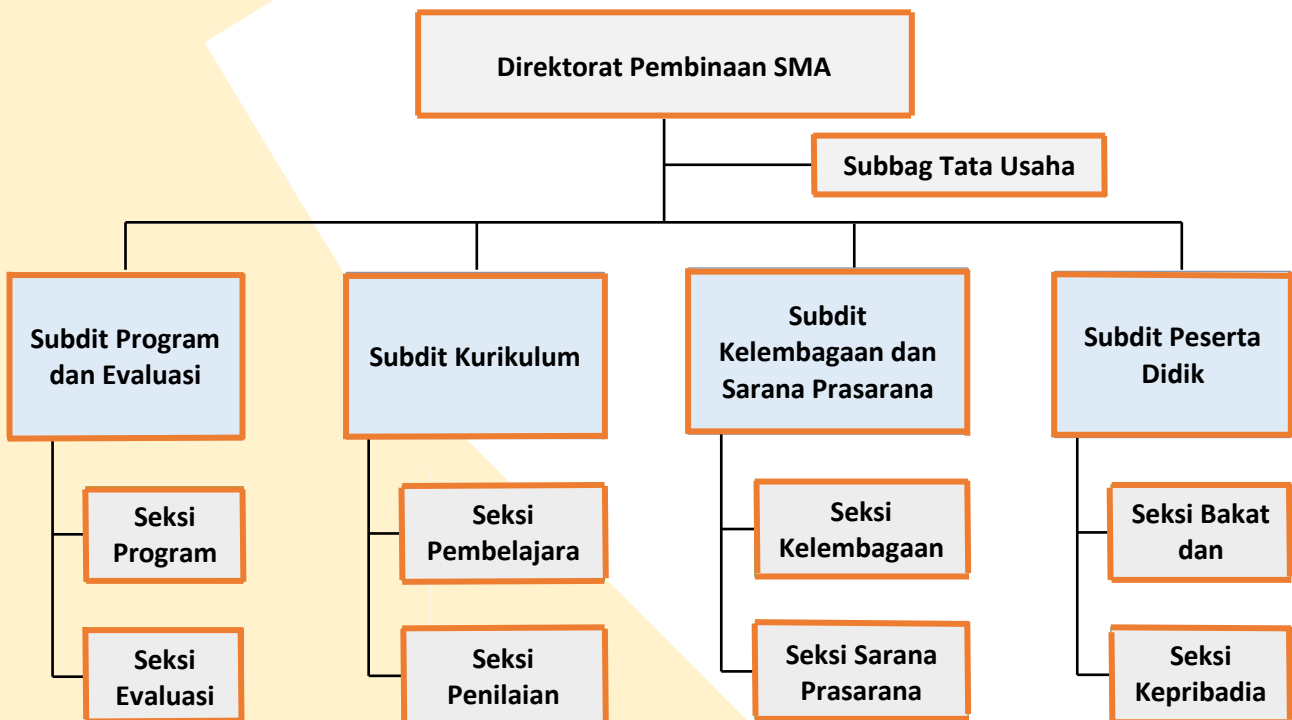 Direktorat Pembinaan SMA
Subbag Tata Usaha
Subdit Program
dan Evaluasi
Subdit Kurikulum
Subdit
Kelembagaan dan
Sarana Prasarana
Subdit Peserta
Didik
Seksi
Program
Seksi
Pembelajara
Seksi
Kelembagaan
Seksi Bakat
dan
Seksi
Evaluasi
Seksi
Penilaian
Seksi Sarana
Prasarana
Seksi
Kepribadia